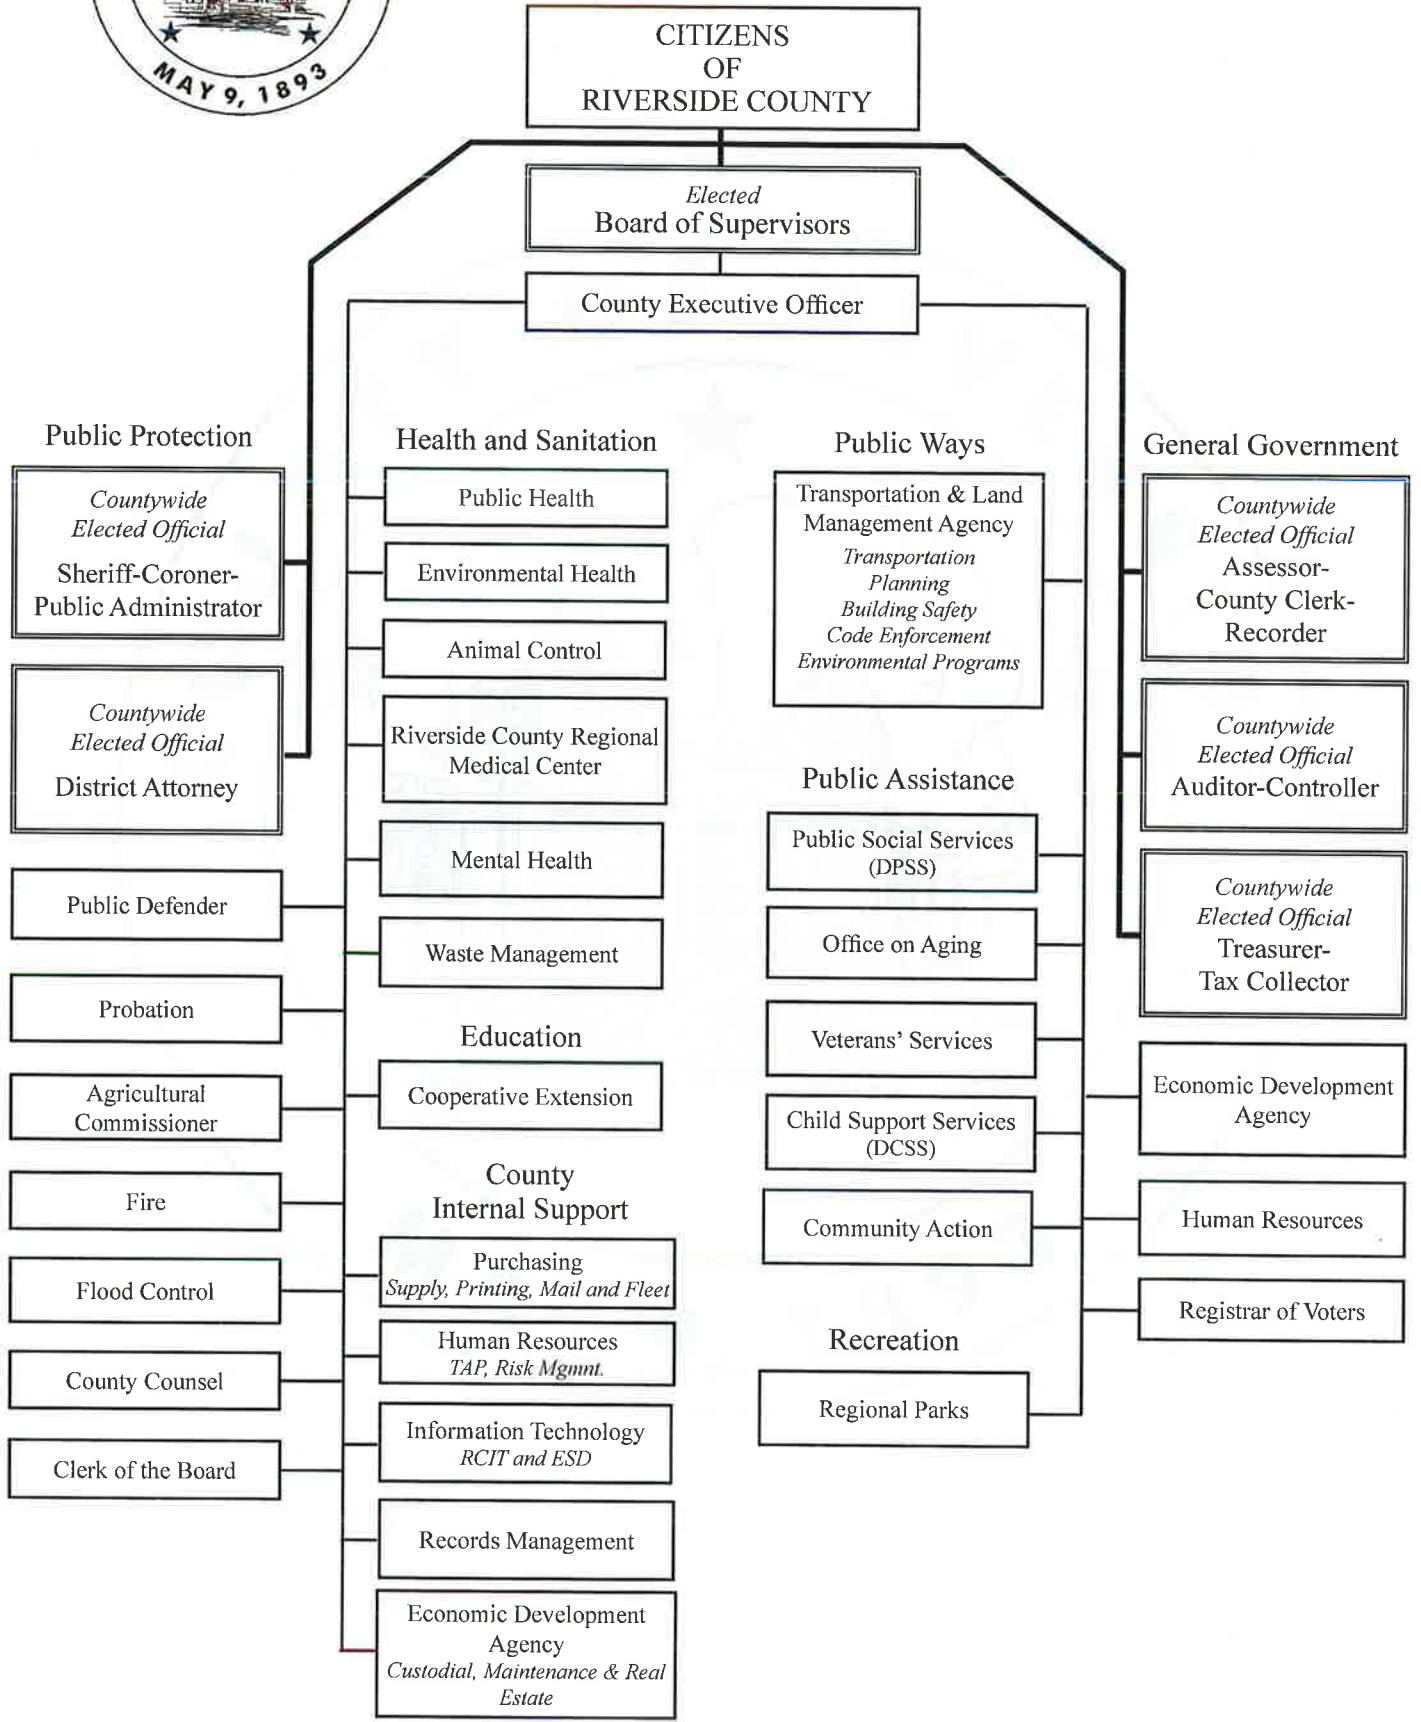 MAY 9, 1893
CITIZENS
OF
RIVERSIDE COUNTY
Elected
Board of Supervisors
County Executive Officer
Public Protection
Countywide
Elected Official
Sheriff-Coroner-
Public Administrator
Countywide
Elected Official
District Attorney
Public Defender
Probation
Agricultural
Commissioner
Fire
Flood Control
County Counsel
Clerk of the Board
Health and Sanitation
Public Health
Environmental Health
Animal Control
Riverside County Regional
Medical Center
Mental Health
Waste Management
Education
Cooperative Extension
County
Internal Support
Purchasing
Supply, Printing, Mail and Fleet
Human Resources
TAP, Risk Mgmnt.
Information Technology
RCIT and ESD
Records Management
Economic Development
Agency
Custodial, Maintenance & Real
Estate
Public Ways
Transportation & Land
Management Agency
Transportation
Planning
Building Safety
Code Enforcement
Environmental Programs
Public Assistance
Public Social Services
(DPSS)
Office on Aging
Veterans’ Services
Child Support Services
(DCSS)
Community Action
Recreation
Regional Parks
General Government
Countywide
Elected Official
Assessor-
County Clerk-
Recorder
Countywide
Elected Official
Auditor-Controller
Countywide
Elected Official
Treasurer-
Tax Collector
Economic Development
Agency
Human Resources
Registrar of Voters